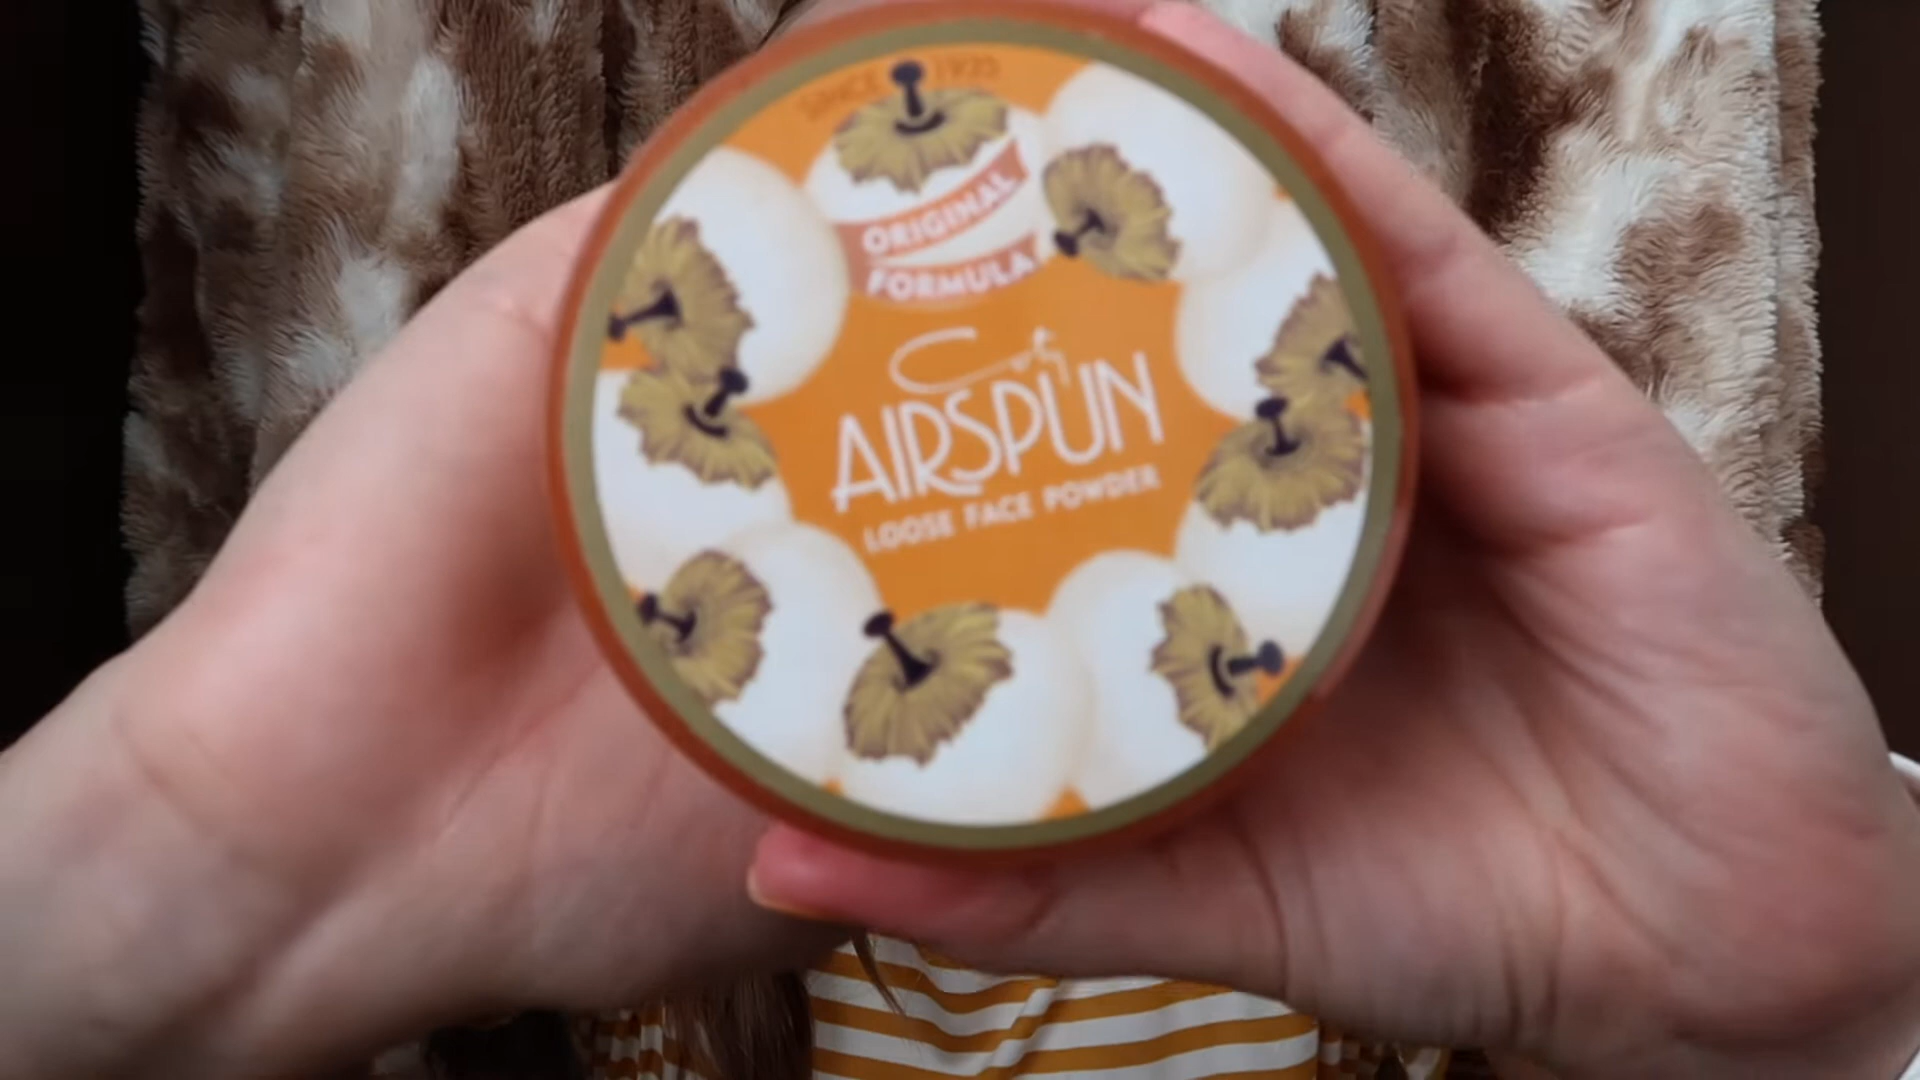 SINCE 1935
ORIGINAL
FORMULA
Coty
AIRSPUN
LOOSE FACE POWDER